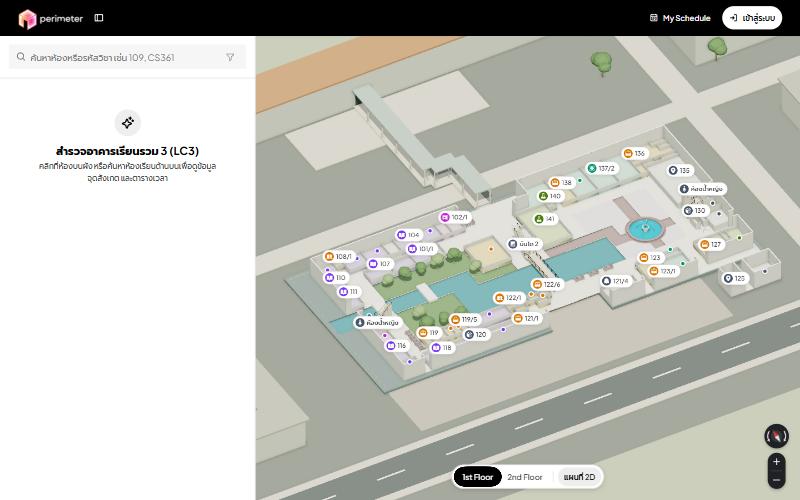 perimeter
My Schedule
เข้าสู่ระบบ
ค้นหาห้องหรือรหัสวิชา เช่น 109, CS361
สำรวจอาคารเรียนรวม 3 (LC3)
คลิกที่ห้องบนผังหรือค้นหาห้องเรียนด้านบนเพื่อดูข้อมูล
จุดสังเกต และตารางเวลา
136
137/2
135
138
ห้องน้ำหญิง
140
130
102/1
141
104
บันได 2
127
101/1
108/1
123
107
123/1
110
125
121/4
122/6
111
122/1
ห้องน้ำหญิง
119/5
121/1
119
120
116
118
1st Floor
2nd Floor
แผนที่ 2D